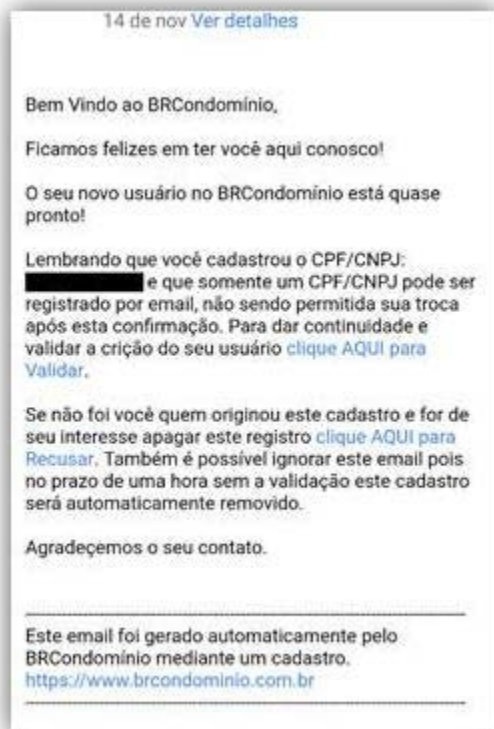 14 de nov Ver detalhes
Bem Vindo ao BRCondomínio,
Ficamos felizes em ter você aqui conosco!
O seu novo usuário no BRCondomínio está quase
pronto!
Lembrando que você cadastrou o CPF/CNPJ:
e que somente um CPF/CNPJ pode ser
registrado por email, não sendo permitida sua troca
após esta confirmação. Para dar continuidade e
validar a crição do seu usuário clique AQUI para
Validar.
Se não foi você quem originou este cadastro e for de
seu interesse apagar este registro clique AQUI para
Recusar. Também é possível ignorar este email pois
no prazo de uma hora sem a validação este cadastro
será automaticamente removido.
Agradeçemos o seu contato.
Este email foi gerado automaticamente pelo
BRCondomínio mediante um cadastro.
https://www.brcondominio.com.br